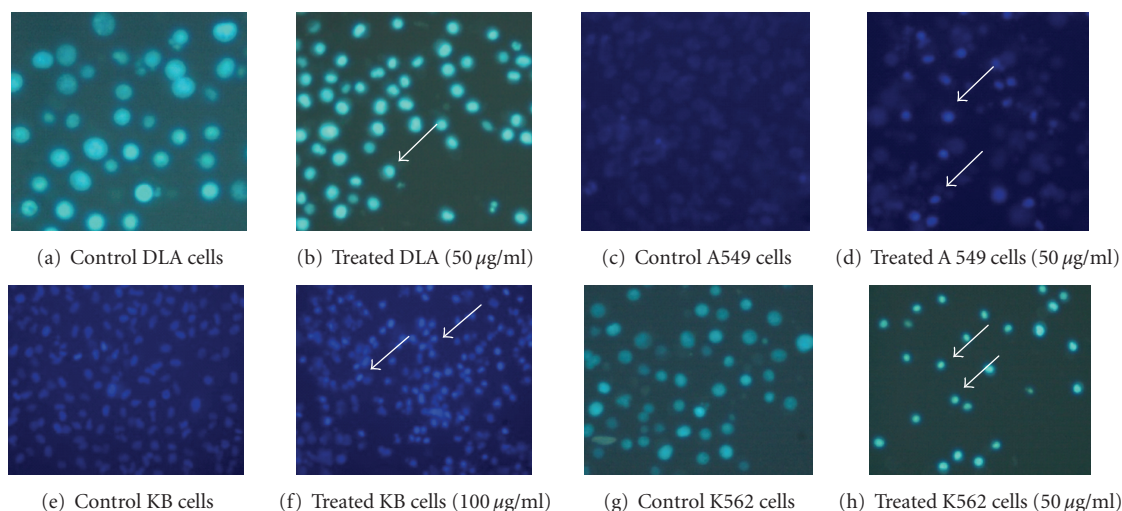 (a) Control DLA cells
(b) Treated DLA (50 µg/ml)
(c) Control A549 cells
(d) Treated A 549 cells (50 µg/ml)
(e) Control KB cells
(f) Treated KB cells (100 µg/ml)
(g) Control K562 cells
(h) Treated K562 cells (50 µg/ml)